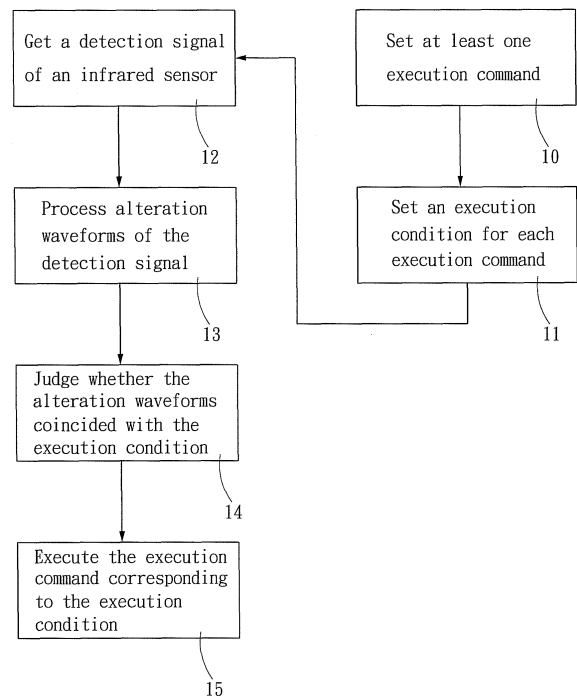 Get a detection signal
of an infrared sensor
12
Set at least one
execution command
10
Process alteration
waveforms of the
detection signal
13
Set an execution
condition for each
execution command
11
Judge whether the
alteration waveforms
coincided with the
execution condition
14
Execute the execution
command corresponding
to the execution
condition
15